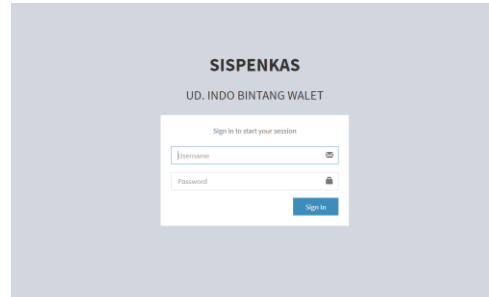 SISPENKAS
UD. INDO BINTANG WALET
Sign in to start your session
Username
Password
Sign In